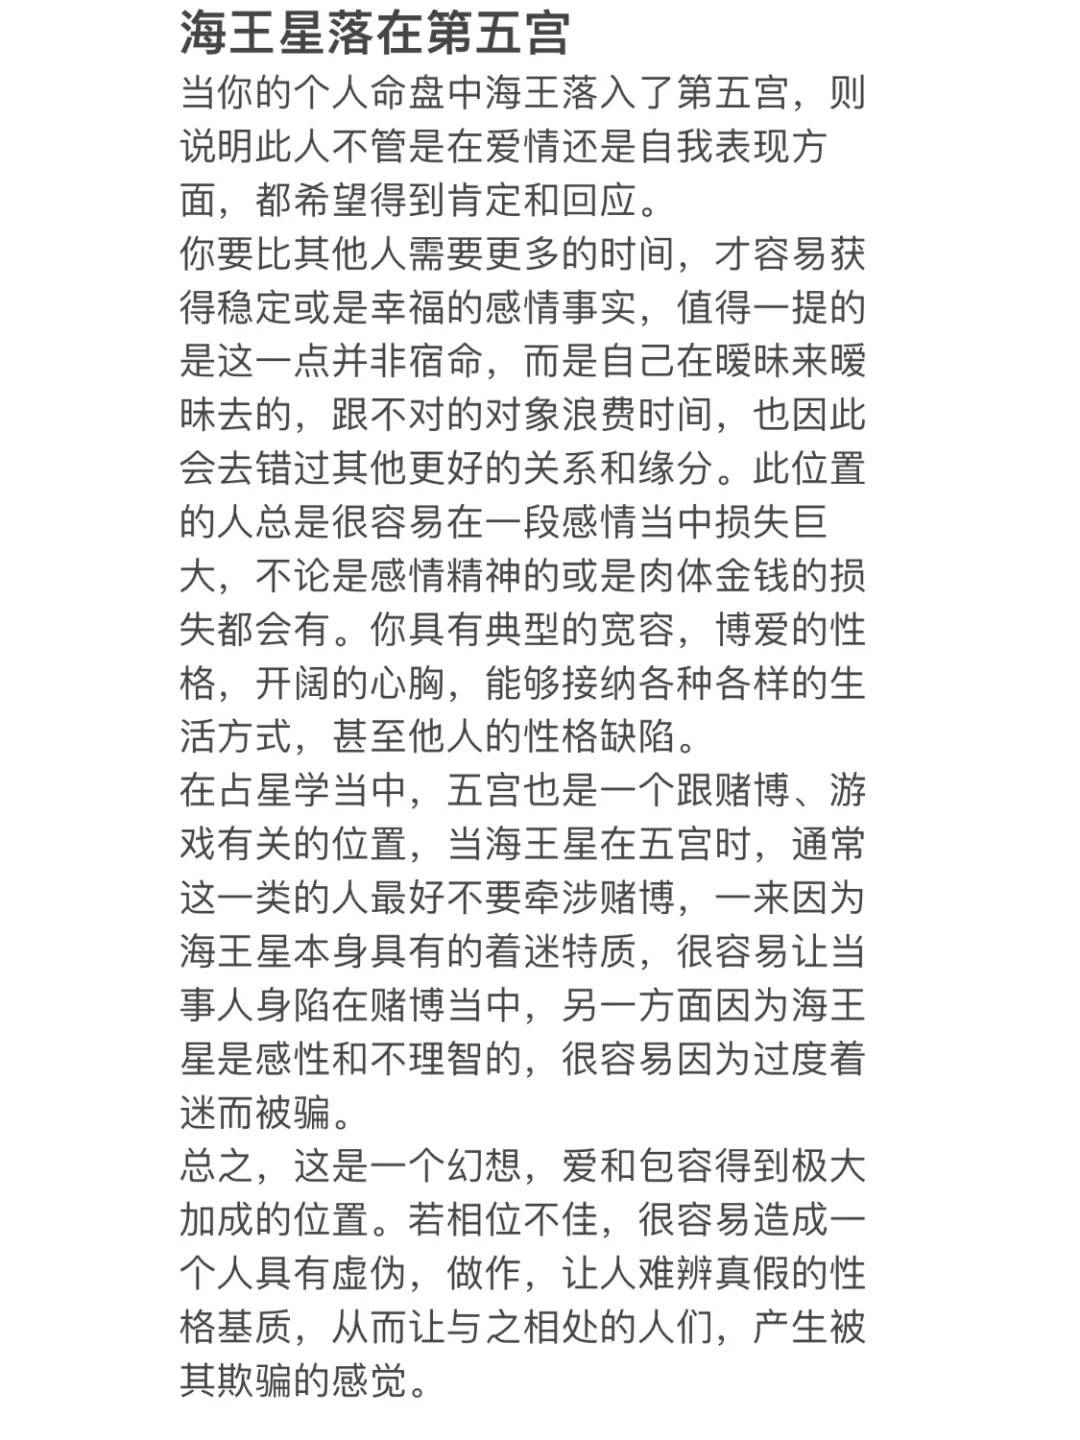 海王星落在第五宫
当你的个人命盘中海王落入了第五宫，则
说明此人不管是在爱情还是自我表现方
面，都希望得到肯定和回应。
你要比其他人需要更多的时间，才容易获
得稳定或是幸福的感情事实，值得一提的
是这一点并非宿命，而是自己在暧昧来暧
昧去的，跟不对的对象浪费时间，也因此
会去错过其他更好的关系和缘分。此位置
的人总是很容易在一段感情当中损失巨
大，不论是感情精神的或是肉体金钱的损
失都会有。你具有典型的宽容，博爱的性
格，开阔的心胸，能够接纳各种各样的生
活方式，甚至他人的性格缺陷。
在占星学当中，五宫也是一个跟赌博、游
戏有关的位置，当海王星在五宫时，通常
这一类的人最好不要牵涉赌博，一来因为
海王星本身具有的着迷特质，很容易让当
事人身陷在赌博当中，另一方面因为海王
星是感性和不理智的，很容易因为过度着
迷而被骗。
总之，这是一个幻想，爱和包容得到极大
加成的位置。若相位不佳，很容易造成一
个人具有虚伪，做作，让人难辨真假的性
格基质，从而让与之相处的人们，产生被
其欺骗的感觉。